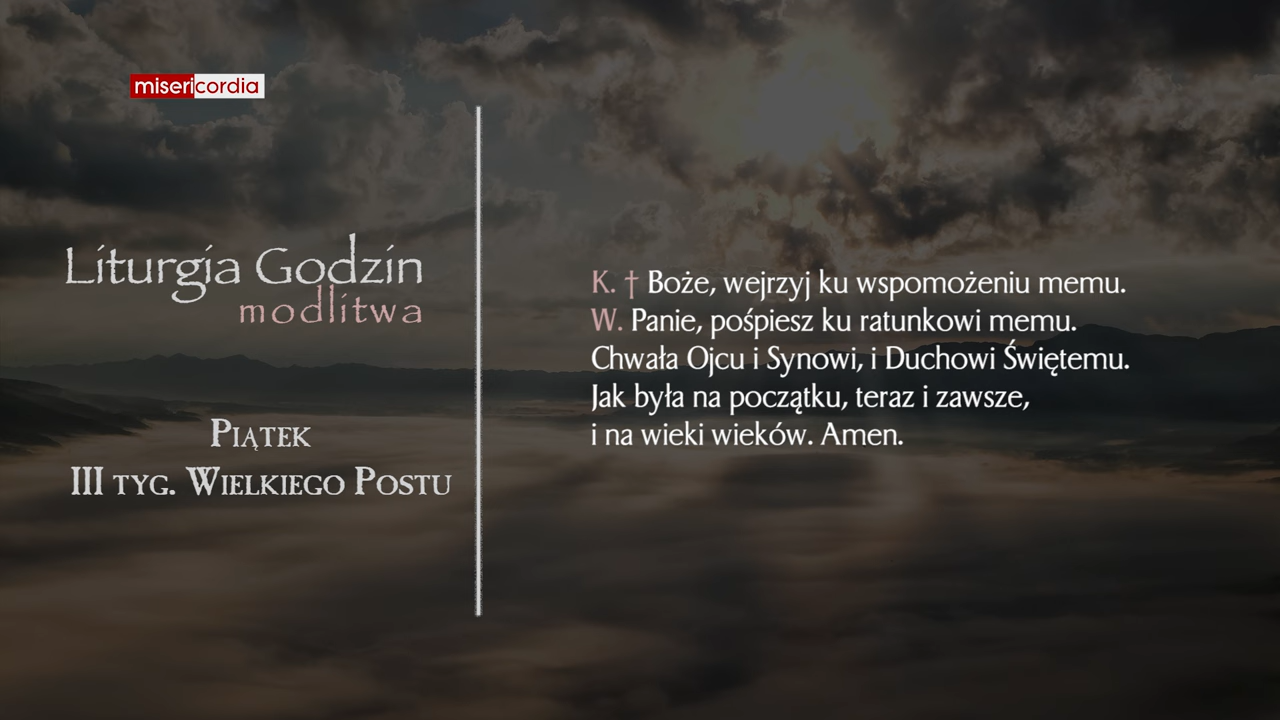 misericordia
Liturgia Godzin
modlitwa
Piątek
III tyg. Wielkiego Postu
K. † Boże, wejrzyj ku wspomożeniu memu.
W. Panie, pośpiesz ku ratunkowi memu.
Chwała Ojcu i Synowi, i Duchowi Świętemu.
Jak była na początku, teraz i zawsze,
i na wieki wieków. Amen.